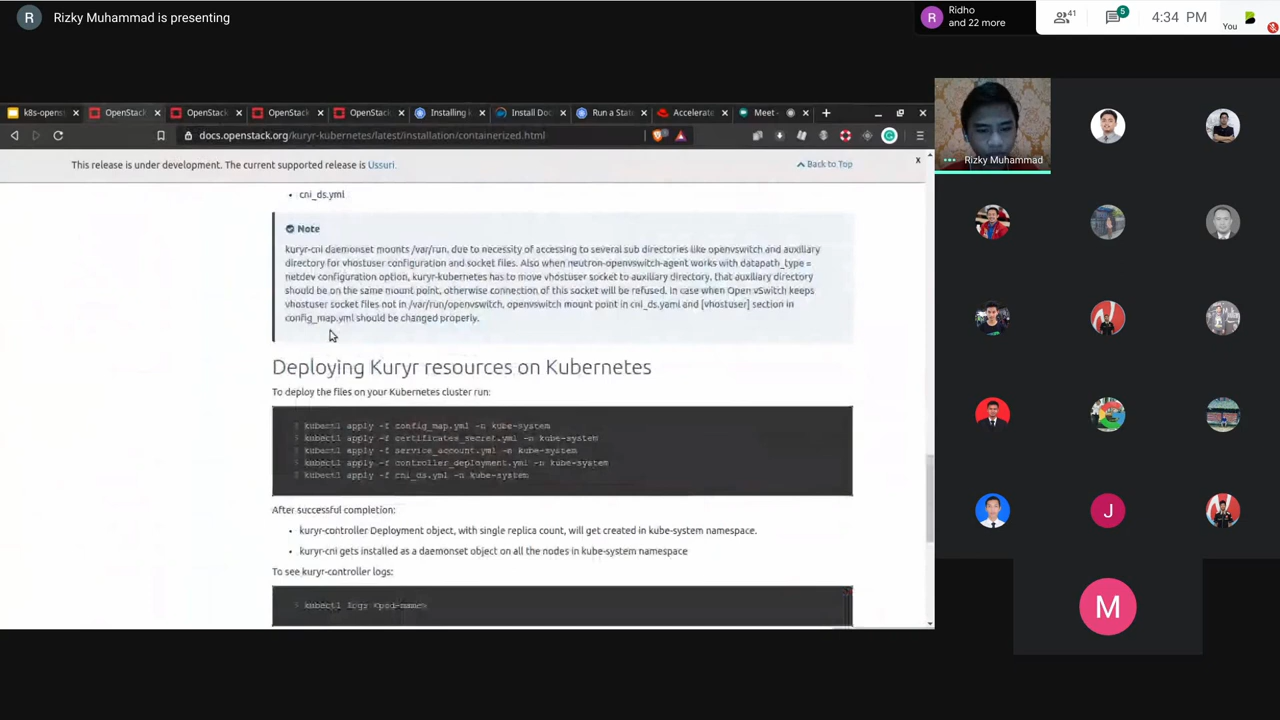 R Rizky Muhammad is presenting
R Ridho
and 22 more
41
5
4:34 PM
You
k8s-openst
OpenStack
OpenStack
OpenStack
OpenStack
Installing k
Install Doc
Run a State
Accelerate
Meet -
docs.openstack.org/kuryr-kubernetes/latest/installation/containerized.html
This release is under development. The current supported release is Ussuri.
Back to Top
x
cni_ds.yml
Note
kuryr-cni daemonset mounts /var/run, due to necessity of accessing to several sub directories like openvswitch and auxiliary
directory for vhostuser configuration and socket files. Also when neutron-openvswitch-agent works with datapath_type =
netdev configuration option, kuryr-kubernetes has to move vhostuser socket to auxiliary directory, that auxiliary directory
should be on the same mount point, otherwise connection of this socket will be refused. In case when Open vSwitch keeps
vhostuser socket files not in /var/run/openvswitch, openvswitch mount point in cni_ds.yaml and [vhostuser] section in
config_map.yml should be changed properly.
Deploying Kuryr resources on Kubernetes
To deploy the files on your Kubernetes cluster run:
$ kubectl apply -f config_map.yml -n kube-system
$ kubectl apply -f certificates_secret.yml -n kube-system
$ kubectl apply -f service_account.yml -n kube-system
$ kubectl apply -f controller_deployment.yml -n kube-system
$ kubectl apply -f cni_ds.yml -n kube-system
After successful completion:
kuryr-controller Deployment object, with single replica count, will get created in kube-system namespace.
kuryr-cni gets installed as a daemonset object on all the nodes in kube-system namespace
To see kuryr-controller logs:
$ kubectl logs <pod-name>
Rizky Muhammad
J
M